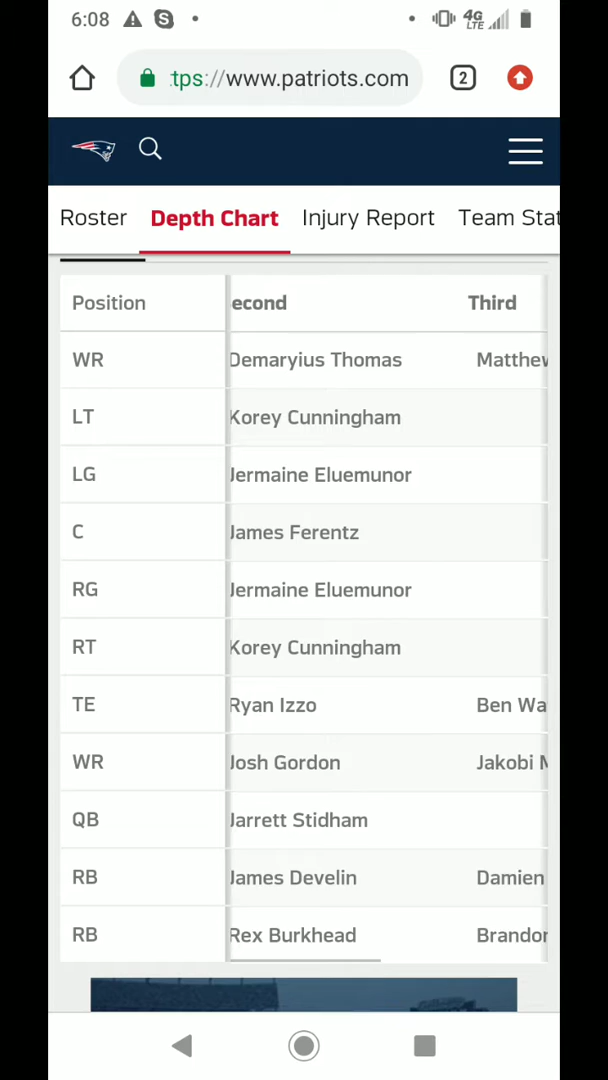 6:08 4G LTE
tps://www.patriots.com 2
Roster Depth Chart Injury Report Team Stat
Position econd Third
WR Demaryius Thomas Matthew
LT Korey Cunningham
LG Jermaine Eluemunor
C James Ferentz
RG Jermaine Eluemunor
RT Korey Cunningham
TE Ryan Izzo Ben Wa
WR Josh Gordon Jakobi M
QB Jarrett Stidham
RB James Develin Damien
RB Rex Burkhead Brandon